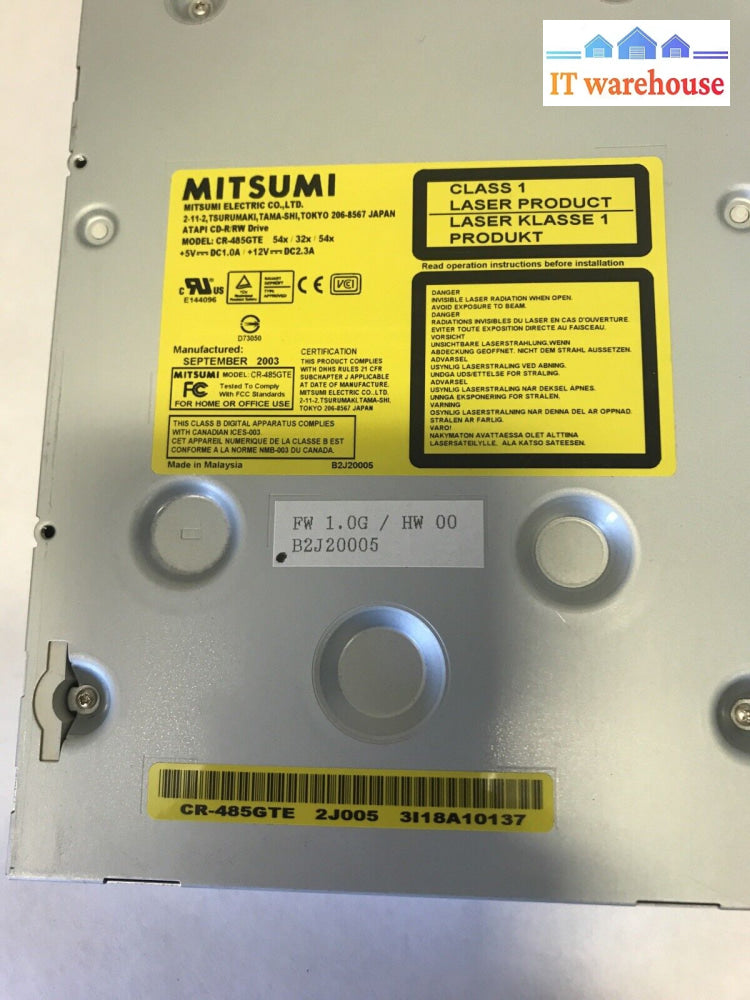 IT warehouse
MITSUMI
MITSUMI ELECTRIC CO.,LTD.
2-11-2,TSURUMAKI,TAMA-SHI,TOKYO 206-8567 JAPAN
ATAPI CD-R/RW Drive
MODEL: CR-485GTE 54x / 32x / 54x
+5V DC1.0A / +12V DC2.3A
c RU US
E144096
TYPE
APPROVED
CE
VCI
D73050
Manufactured:
SEPTEMBER 2003
MITSUMI MODEL: CR-485GTE
FC Tested To Comply
With FCC Standards
FOR HOME OR OFFICE USE
CERTIFICATION
THIS PRODUCT COMPLIES
WITH DHHS RULES 21 CFR
SUBCHAPTER J APPLICABLE
AT DATE OF MANUFACTURE.
MITSUMI ELECTRIC CO.,LTD.
2-11-2,TSURUMAKI,TAMA-SHI,
TOKYO 206-8567 JAPAN
THIS CLASS B DIGITAL APPARATUS COMPLIES
WITH CANADIAN ICES-003.
CET APPAREIL NUMERIQUE DE LA CLASSE B EST
CONFORME A LA NORME NMB-003 DU CANADA.
Made in Malaysia
B2J20005
CLASS 1
LASER PRODUCT
LASER KLASSE 1
PRODUKT
Read operation instructions before installation
DANGER
INVISIBLE LASER RADIATION WHEN OPEN.
AVOID EXPOSURE TO BEAM.
DANGER
RADIATIONS INVISIBLES DU LASER EN CAS D'OUVERTURE.
EVITER TOUTE EXPOSITION DIRECTE AU FAISCEAU.
VORSICHT
UNSICHTBARE LASERSTRAHLUNG.WENN
ABDECKUNG GEOFFNET. NICHT DEM STRAHL AUSSETZEN.
ADVARSEL
USYNLIG LASERSTRALING VED ABNING.
UNDGA UDS/ETTELSE FOR STRALING.
ADVARSEL
USYNLIG LASERSTRALING NAR DEKSEL APNES.
UNNGA EKSPONERING FOR STRALEN.
VARNING
OSYNLIG LASERSTRALNING NAR DENNA DEL AR OPPNAD.
STRALEN AR FARLIG.
VARO!
NAKYMATON AVATTAESSA OLET ALTTIINA
LASERSATEILYLLE. ALA KATSO SATEESEN.
FW 1.0G / HW 00
B2J20005
CR-485GTE 2J005 3I18A10137